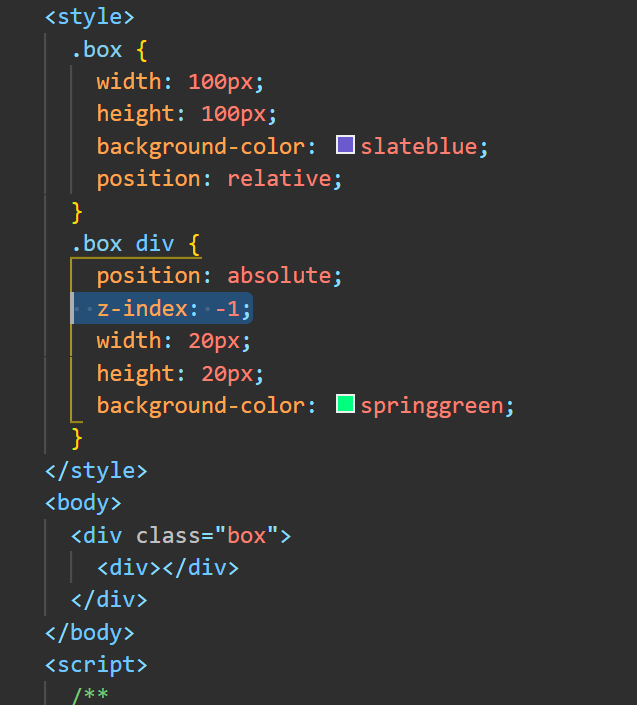 <style>
.box {
width: 100px;
height: 100px;
background-color: slateblue;
position: relative;
}
.box div {
position: absolute;
z-index: -1;
width: 20px;
height: 20px;
background-color: springgreen;
}
</style>
<body>
<div class="box">
<div></div>
</div>
</body>
<script>
/**